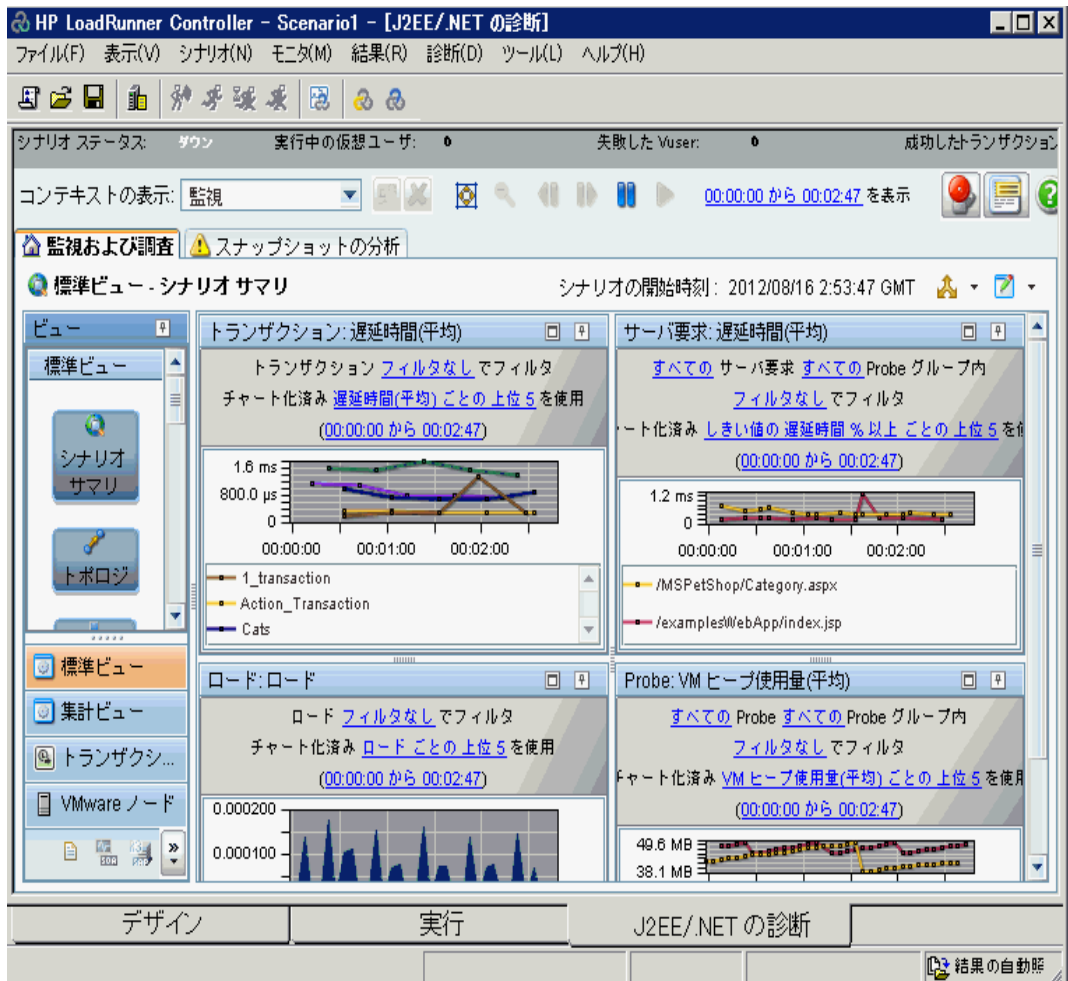 HP LoadRunner Controller - Scenario1 - [J2EE/.NET の診断]
ファイル(F) 表示(V) シナリオ(N) モニタ(M) 結果(R) 診断(D) ツール(L) ヘルプ(H)
シナリオ ステータス: ダウン 実行中の仮想ユーザ: 0 失敗した Vuser: 0 成功したトランザクション
コンテキストの表示: 監視 00:00:00 から 00:02:47 を表示
監視および調査 スナップショットの分析
標準ビュー - シナリオ サマリ シナリオの開始時刻 : 2012/08/16 2:53:47 GMT
ビュー
標準ビュー
シナリオ
サマリ
トポロジ
標準ビュー
集計ビュー
トランザクシ...
VMware ノード
トランザクション: 遅延時間(平均)
トランザクション フィルタなし でフィルタ
チャート化済み 遅延時間(平均) ごとの 上位 5 を使用
(00:00:00 から 00:02:47)
1.6 ms
800.0 µs
0
00:00:00 00:01:00 00:02:00
1_transaction
Action_Transaction
Cats
サーバ要求: 遅延時間(平均)
すべての サーバ要求 すべての Probe グループ内
フィルタなし でフィルタ
ート化済み しきい値の 遅延時間 % 以上 ごとの 上位 5 を使
(00:00:00 から 00:02:47)
1.2 ms
0
00:00:00 00:01:00 00:02:00
/MSPetShop/Category.aspx
/examplesWebApp/index.jsp
ロード: ロード
ロード フィルタなし でフィルタ
チャート化済み ロード ごとの 上位 5 を使用
(00:00:00 から 00:02:47)
0.000200
0.000100
Probe: VM ヒープ使用量(平均)
すべての Probe すべての Probe グループ内
フィルタなし でフィルタ
チャート化済み VM ヒープ使用量(平均) ごとの 上位 5 を使用
(00:00:00 から 00:02:47)
49.6 MB
38.1 MB
デザイン 実行 J2EE/.NET の診断
結果の自動照